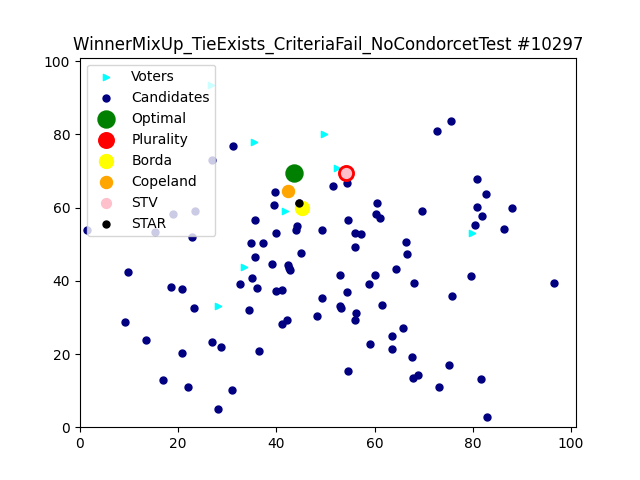 WinnerMixUp_TieExists_CriteriaFail_NoCondorcetTest #10297
Voters
Candidates
Optimal
Plurality
Borda
Copeland
STV
STAR
100
80
60
40
20
0
0 20 40 60 80 100